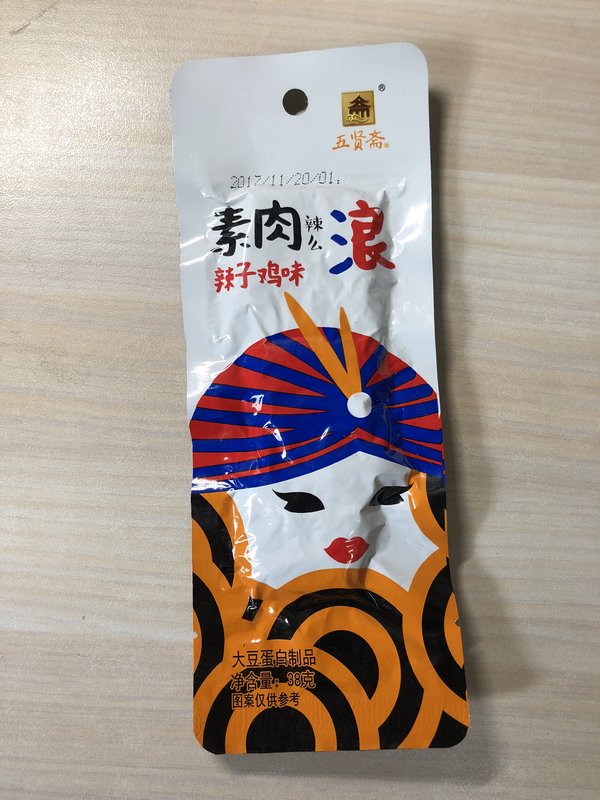 ®
五贤斋
2017/11/20/01:
素肉辣么浪
辣子鸡味
大豆蛋白制品
净含量：38克
图案仅供参考